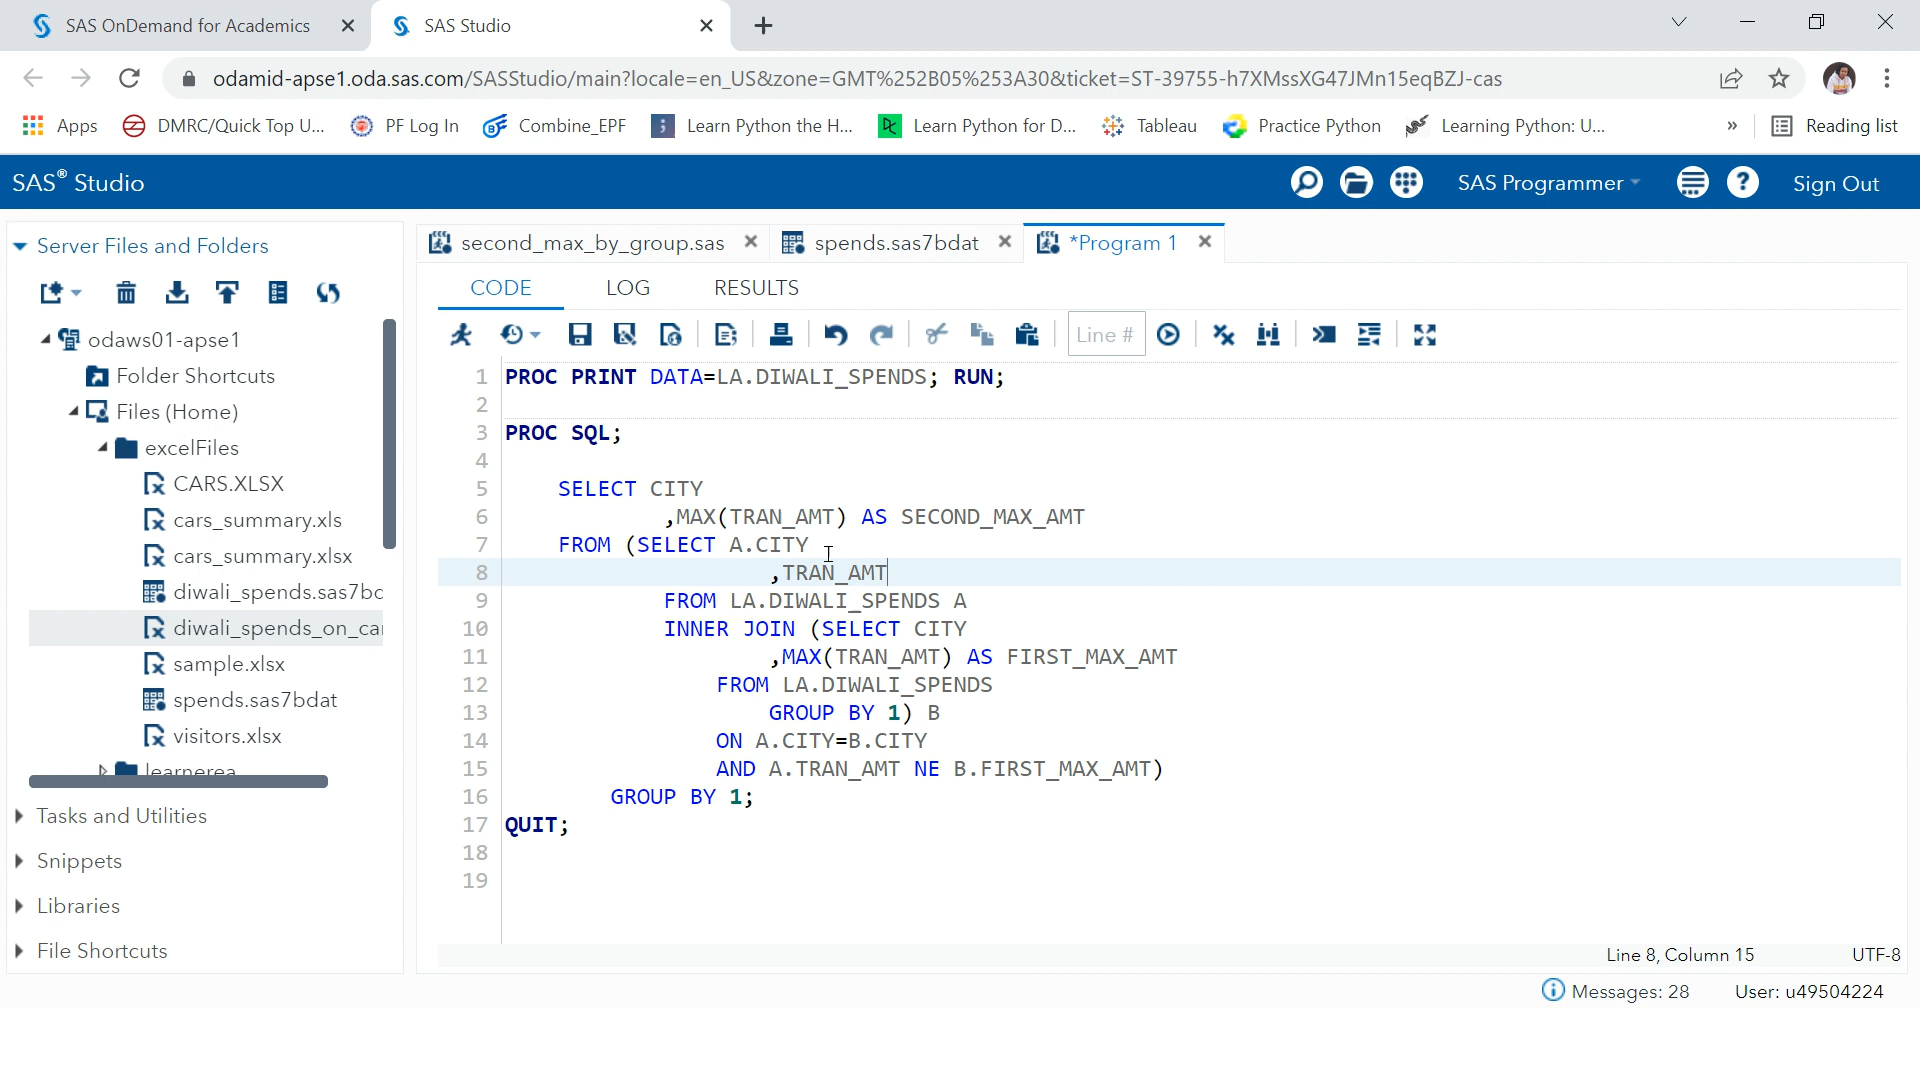 SAS OnDemand for Academics
SAS Studio
odamid-apse1.oda.sas.com/SASStudio/main?locale=en_US&zone=GMT%252B05%253A30&ticket=ST-39755-h7XMssXG47JMn15eqBZJ-cas
Apps
DMRC/Quick Top U...
PF Log In
Combine_EPF
Learn Python the H...
Learn Python for D...
Tableau
Practice Python
Learning Python: U...
»
Reading list
SAS® Studio
SAS Programmer
Sign Out
Server Files and Folders
odaws01-apse1
Folder Shortcuts
Files (Home)
excelFiles
CARS.XLSX
cars_summary.xls
cars_summary.xlsx
diwali_spends.sas7bc
diwali_spends_on_car
sample.xlsx
spends.sas7bdat
visitors.xlsx
learnerea
Tasks and Utilities
Snippets
Libraries
File Shortcuts
second_max_by_group.sas
spends.sas7bdat
*Program 1
CODE
LOG
RESULTS
Line #
1 PROC PRINT DATA=LA.DIWALI_SPENDS; RUN;
2
3 PROC SQL;
4
5 SELECT CITY
6 ,MAX(TRAN_AMT) AS SECOND_MAX_AMT
7 FROM (SELECT A.CITY
8 ,TRAN_AMT
9 FROM LA.DIWALI_SPENDS A
10 INNER JOIN (SELECT CITY
11 ,MAX(TRAN_AMT) AS FIRST_MAX_AMT
12 FROM LA.DIWALI_SPENDS
13 GROUP BY 1) B
14 ON A.CITY=B.CITY
15 AND A.TRAN_AMT NE B.FIRST_MAX_AMT)
16 GROUP BY 1;
17 QUIT;
18
19
Line 8, Column 15
UTF-8
Messages: 28
User: u49504224